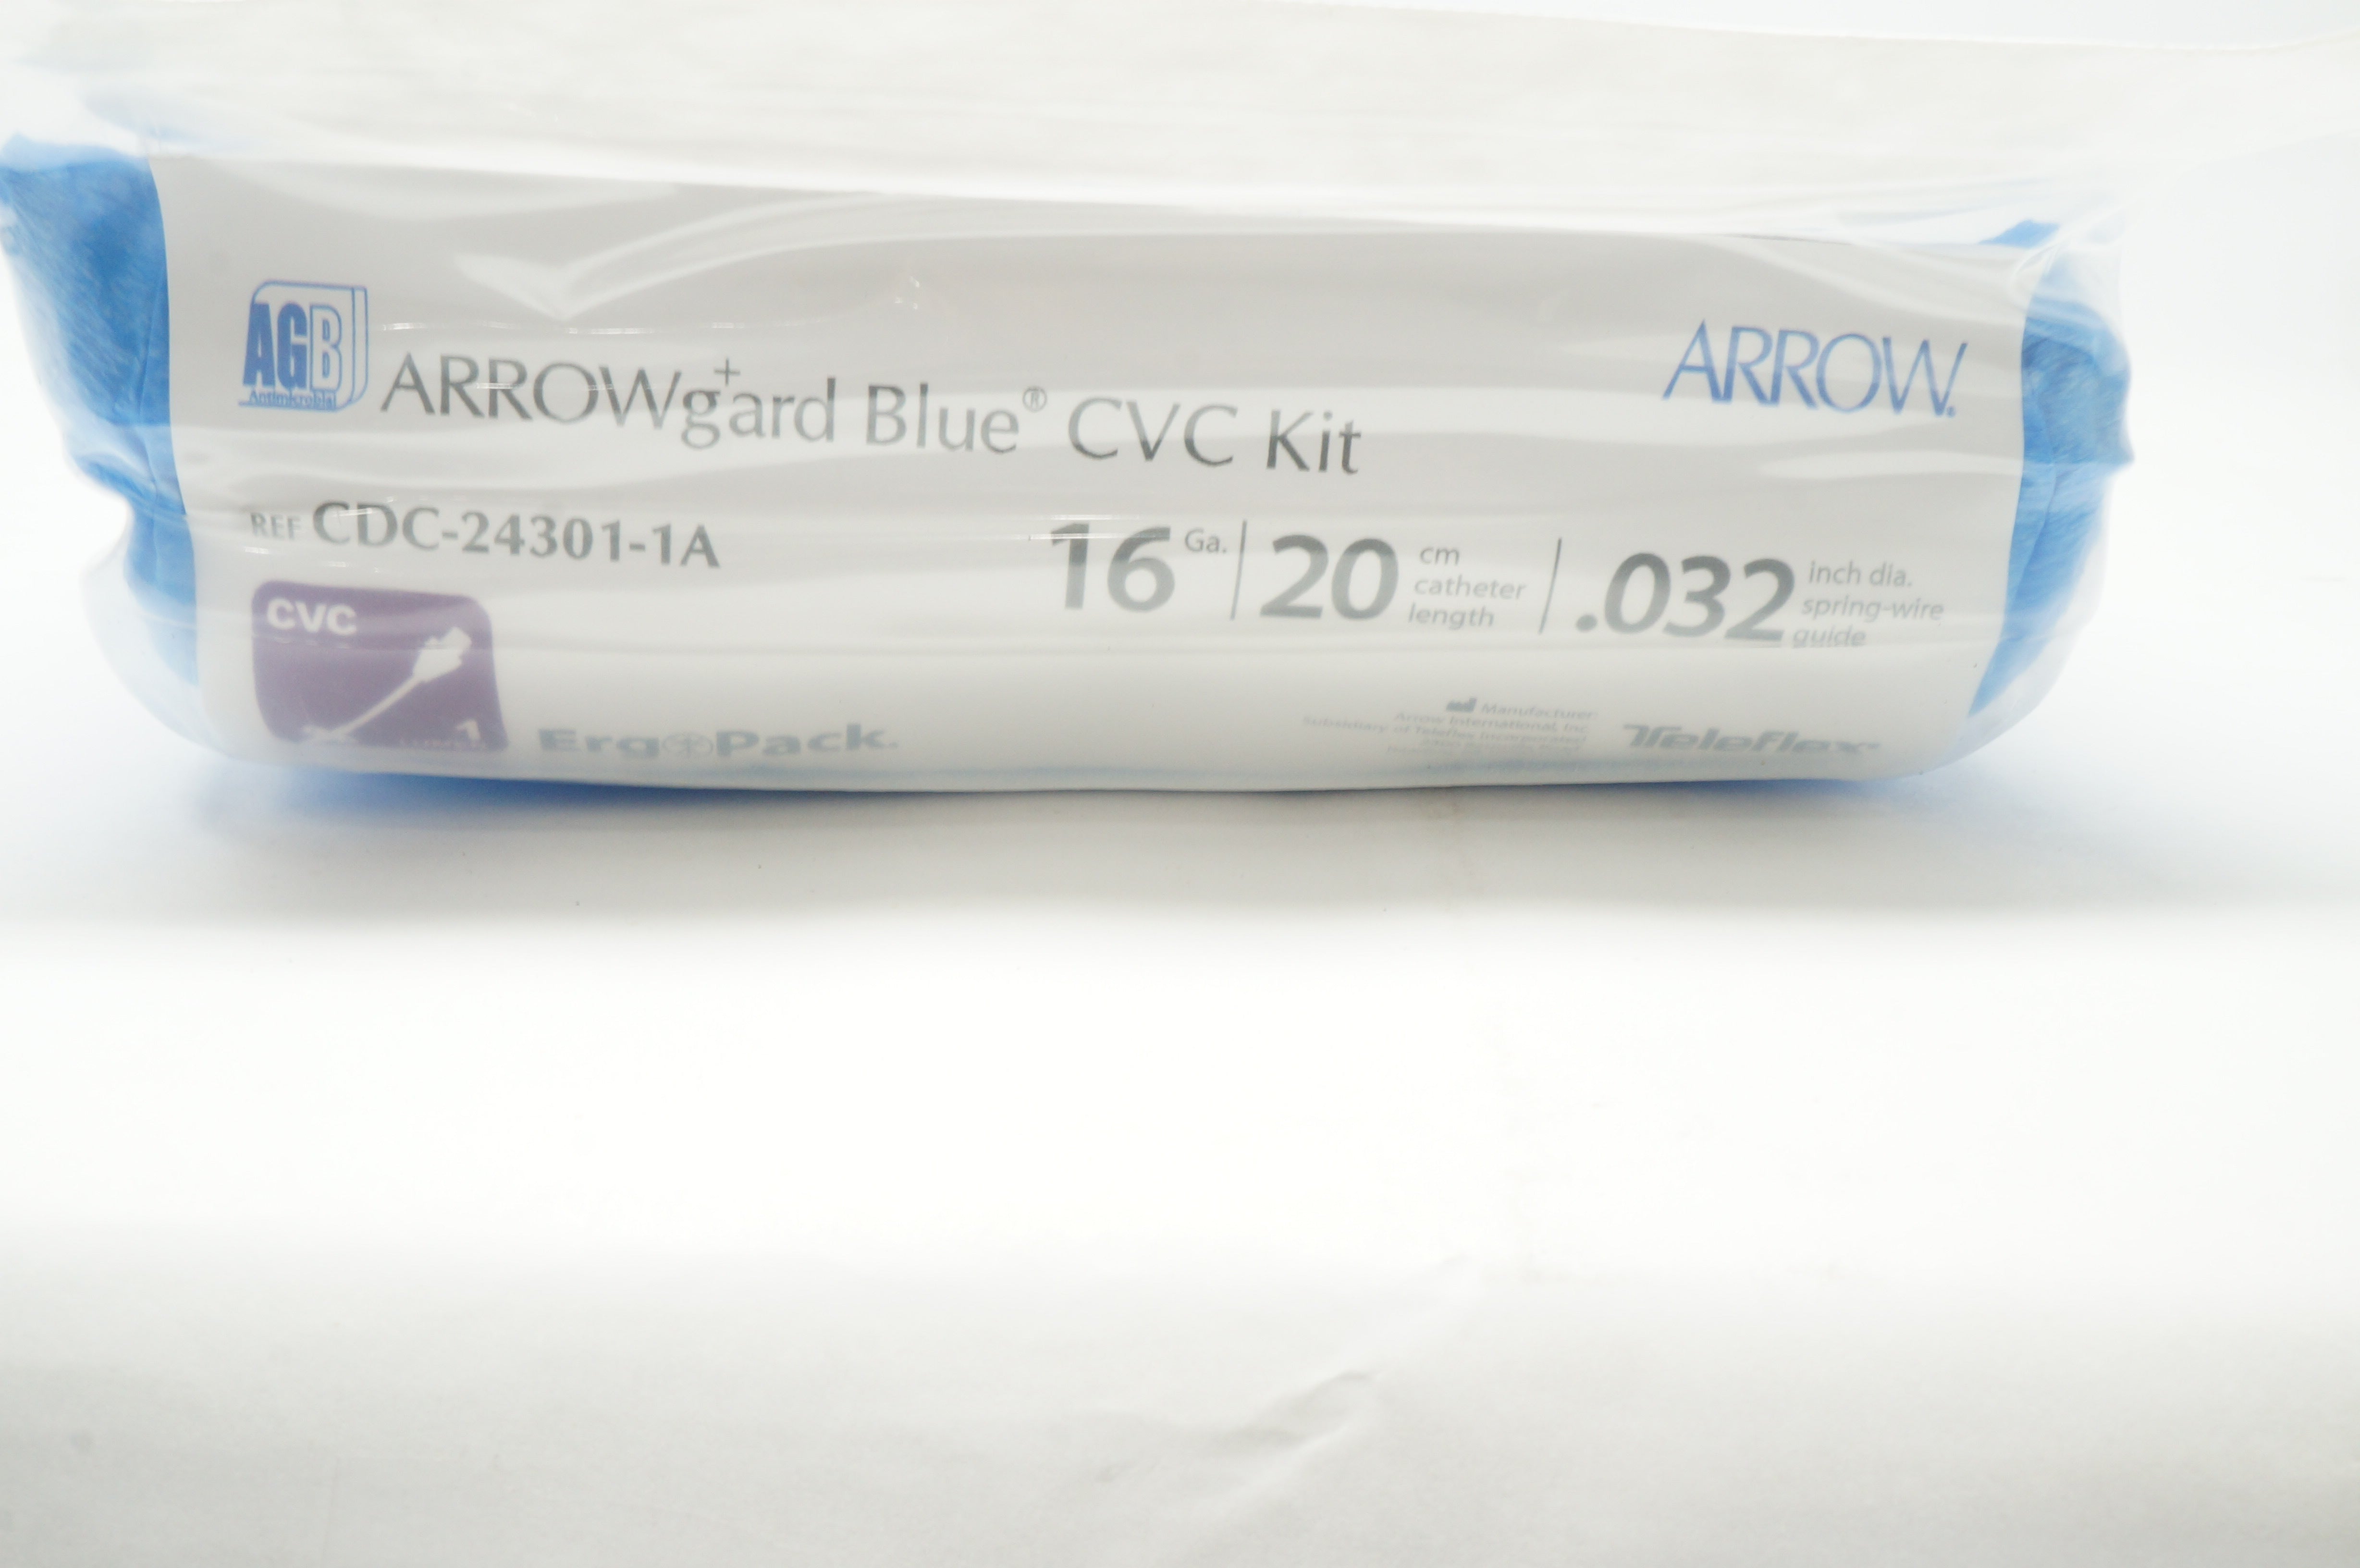 AGB
Antimicrobial
ARROWg+ard Blue® CVC Kit
ARROW®
REF CDC-24301-1A
16 Ga.
20 cm
catheter
length
.032 inch dia.
spring-wire
guide
CVC
1
LUMEN
ErgoPack®
Manufacturer:
Arrow International, Inc.
Subsidiary of Teleflex Incorporated
Teleflex®